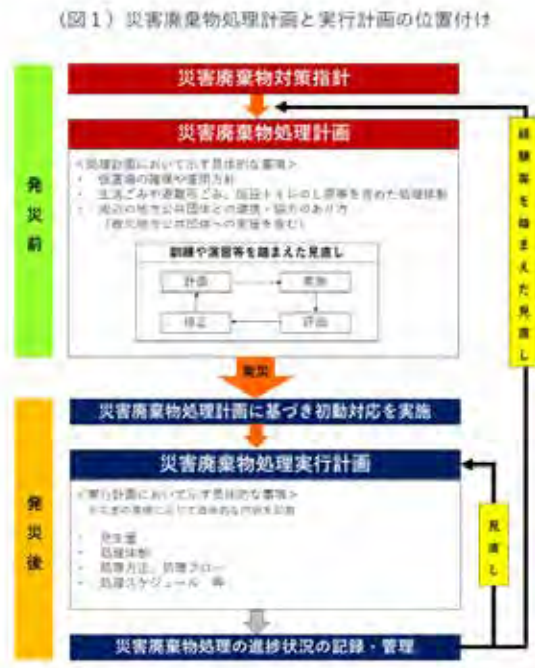 (図1)災害廃棄物処理計画と実行計画の位置付け
発災前
災害廃棄物対策指針
災害廃棄物処理計画
<処理計画において示す具体的な事項>
・ 仮置場の確保や運用方針
・ 生活ごみや避難所ごみ、仮設トイレのし尿等を含めた処理体制
・ 周辺の地方公共団体との連携・協力のあり方
(被災地方公共団体への支援を含む)
訓練や演習等を踏まえた見直し
計画
実施
修正
評価
経験等を踏まえた見直し
発災
発災後
災害廃棄物処理計画に基づき初動対応を実施
災害廃棄物処理実行計画
<実行計画において示す具体的な事項>
・ 発生量
・ 処理体制
・ 処理方法、処理フロー
・ 処理スケジュール 等
見直し
災害廃棄物処理の進捗状況の記録・管理